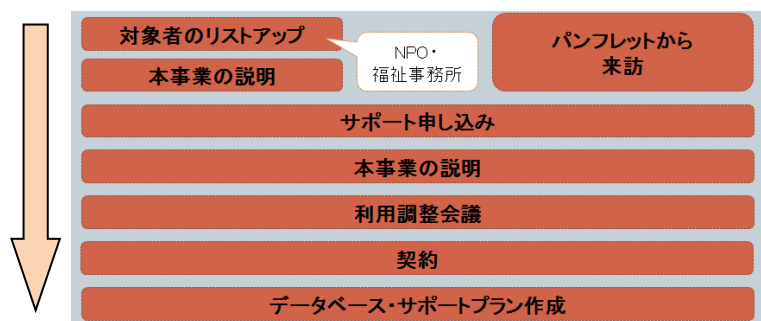 対象者のリストアップ
本事業の説明
NPO・
福祉事務所
パンフレットから
来訪
サポート申し込み
本事業の説明
利用調整会議
契約
データベース・サポートプラン作成